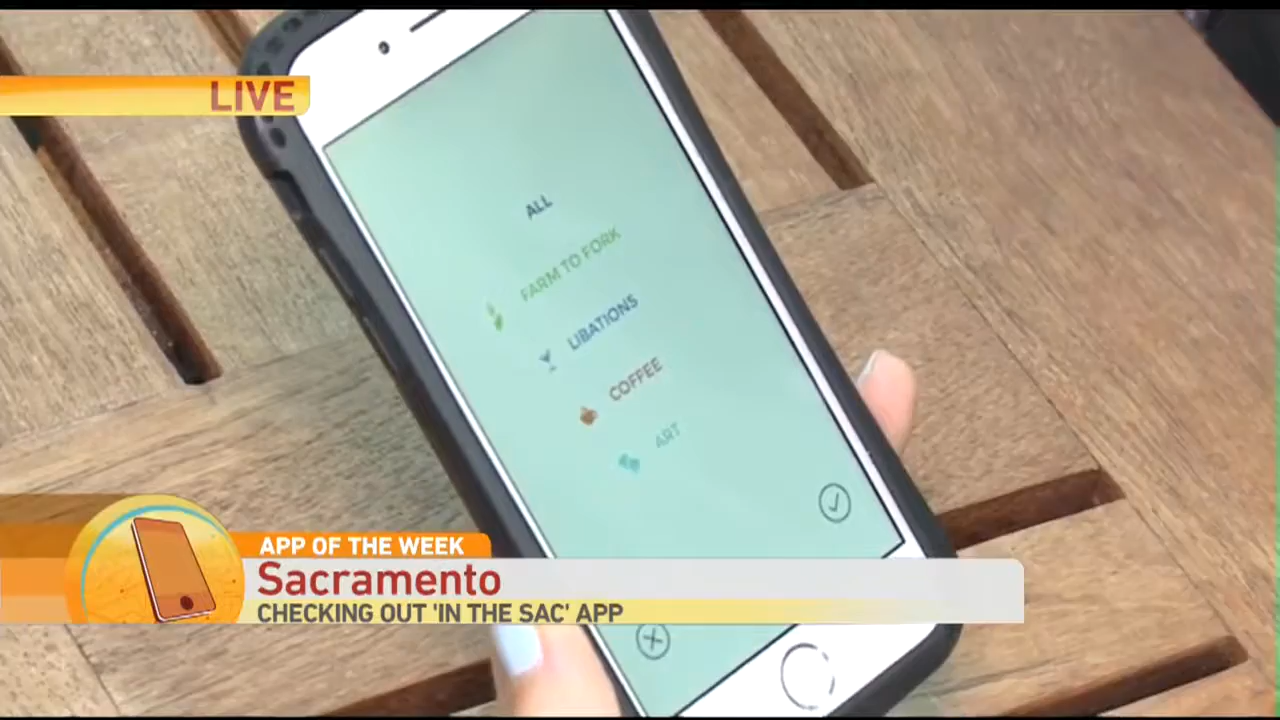 LIVE
ALL
FARM TO FORK
LIBATIONS
COFFEE
ART
APP OF THE WEEK
Sacramento
CHECKING OUT 'IN THE SAC' APP